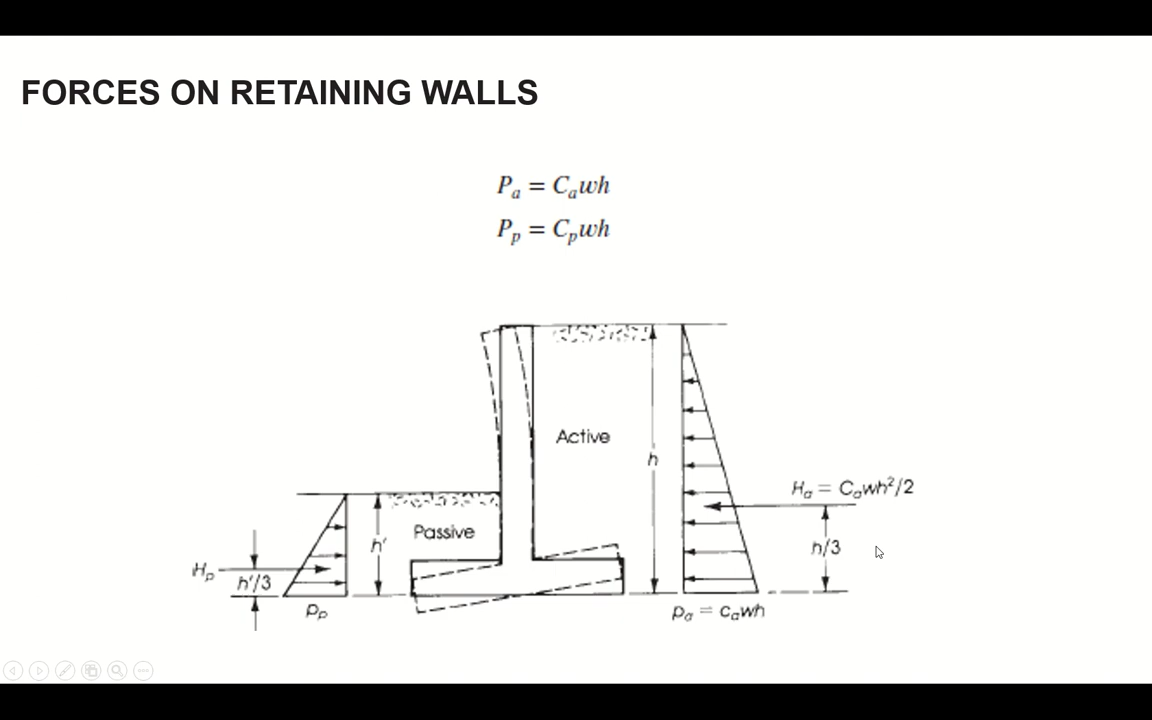 FORCES ON RETAINING WALLS
Pₐ = Cₐwh
Pₚ = Cₚwh
Active
h
Hₐ = Cₐwh²/2
Passive
h'
h/3
Hₚ
h'/3
pₚ
pₐ = cₐwh